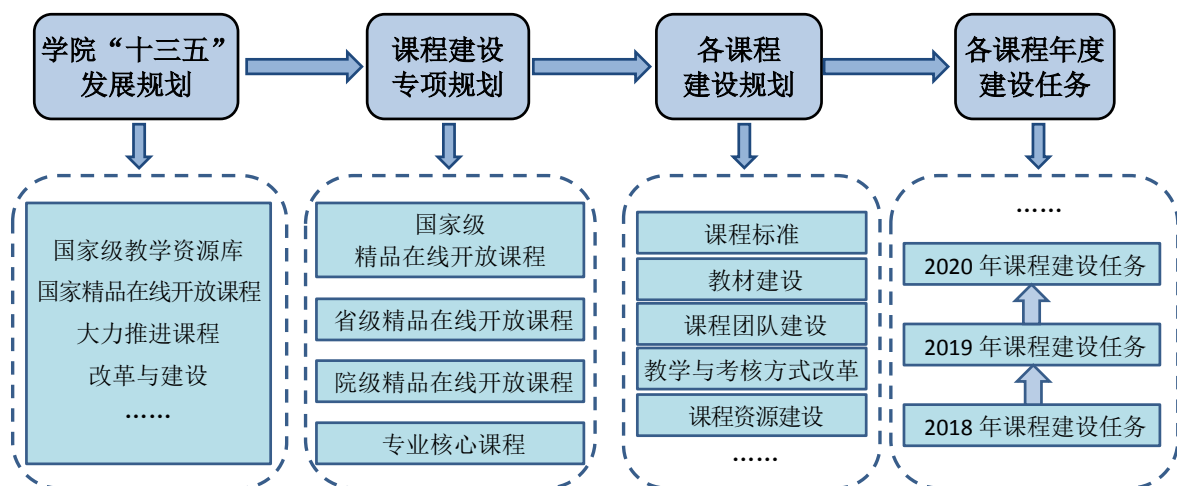 学院“十三五”
发展规划
课程建设
专项规划
各课程
建设规划
各课程年度
建设任务
国家级教学资源库
国家精品在线开放课程
大力推进课程
改革与建设
……
国家级
精品在线开放课程
省级精品在线开放课程
院级精品在线开放课程
专业核心课程
课程标准
教材建设
课程团队建设
教学与考核方式改革
课程资源建设
……
……
2020 年课程建设任务
2019 年课程建设任务
2018 年课程建设任务